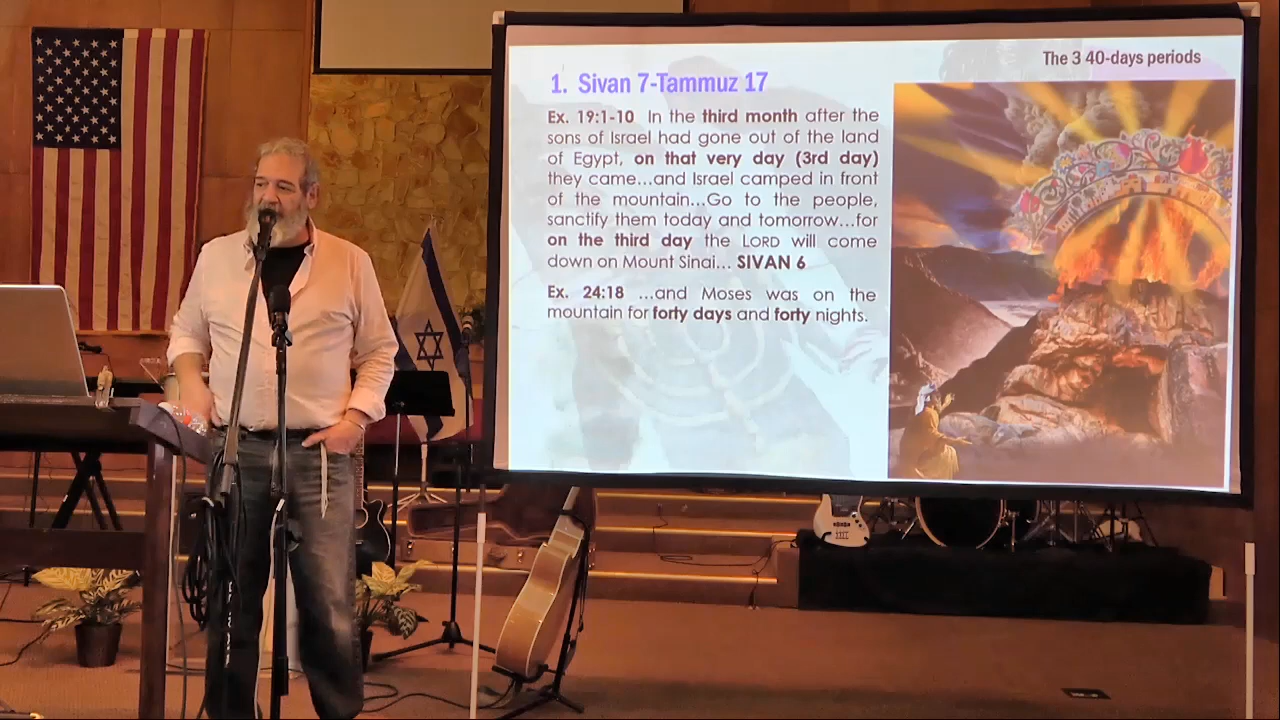 The 3 40-days periods
1. Sivan 7-Tammuz 17
Ex. 19:1-10 In the third month after the
sons of Israel had gone out of the land
of Egypt, on that very day (3rd day)
they came...and Israel camped in front
of the mountain...Go to the people,
sanctify them today and tomorrow...for
on the third day the LORD will come
down on Mount Sinai... SIVAN 6
Ex. 24:18 ...and Moses was on the
mountain for forty days and forty nights.